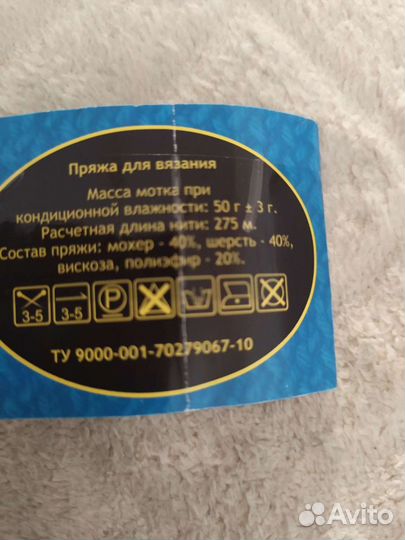 Пряжа для вязания
Масса мотка при
кондиционной влажности: 50 г ± 3 г.
Расчетная длина нити: 275 м.
Состав пряжи: мохер - 40%, шерсть - 40%,
вискоза, полиэфир - 20%.
3-5 3-5 P
ТУ 9000-001-70279067-10
Avito